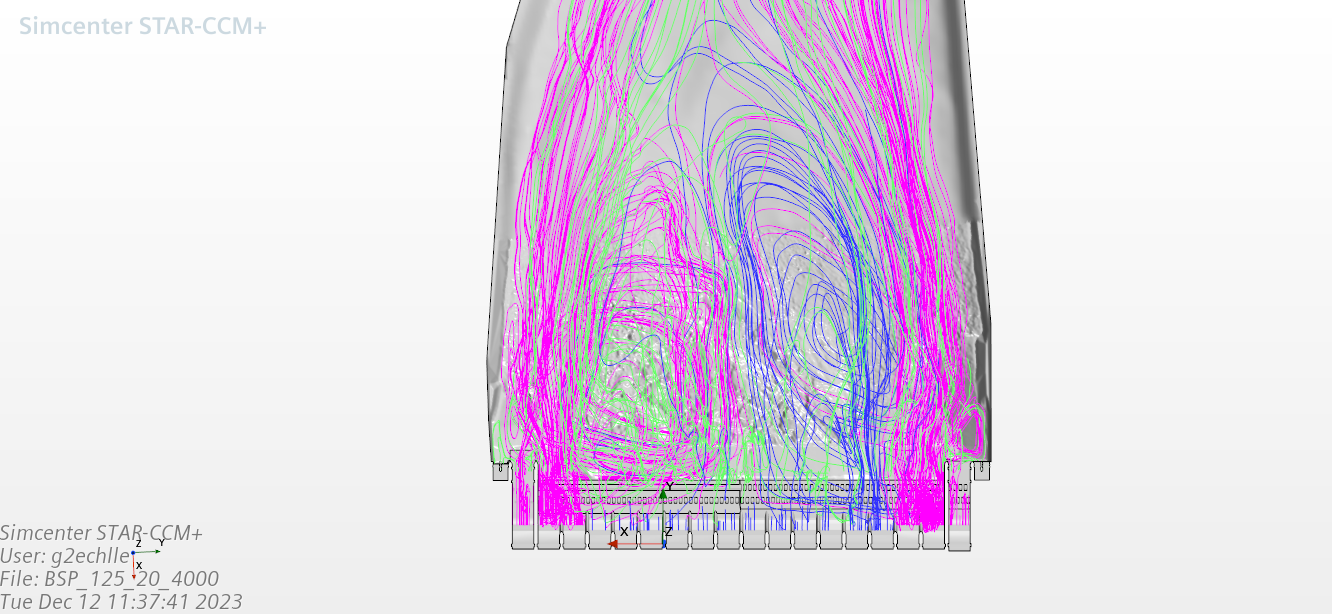 Simcenter STAR-CCM+
Y
X
Z
Simcenter STAR-CCM+
Z
Y
User: g2echlle
X
File: BSP_125_20_4000
Tue Dec 12 11:37:41 2023